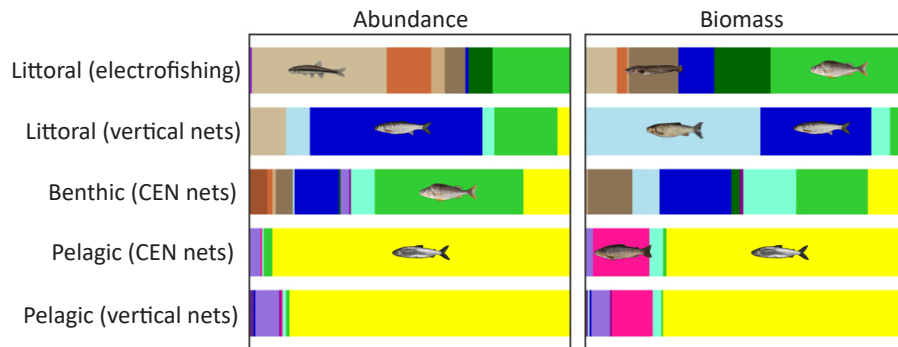 Abundance
Biomass
Littoral (electrofishing)
Littoral (vertical nets)
Benthic (CEN nets)
Pelagic (CEN nets)
Pelagic (vertical nets)